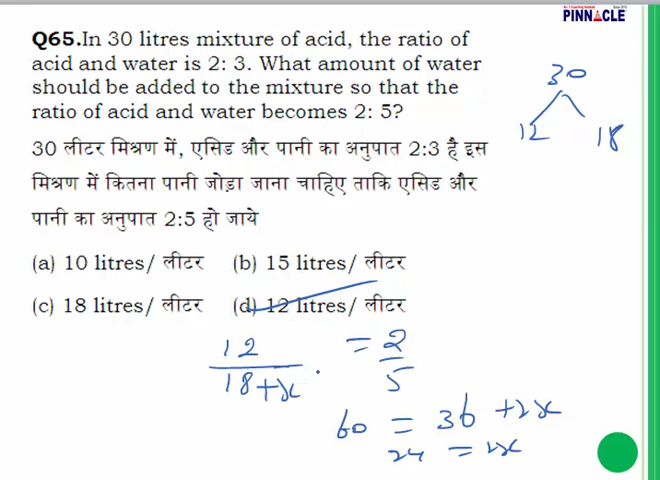 PINNACLE
Q65.In 30 litres mixture of acid, the ratio of
acid and water is 2: 3. What amount of water
should be added to the mixture so that the
ratio of acid and water becomes 2: 5?
30
12 18
30 लीटर मिश्रण में, एसिड और पानी का अनुपात 2:3 है इस
मिश्रण में कितना पानी जोड़ा जाना चाहिए ताकि एसिड और
पानी का अनुपात 2:5 हो जाये
(a) 10 litres/ लीटर (b) 15 litres/ लीटर
(c) 18 litres/ लीटर (d) 12 litres/ लीटर
12 = 2
18+x 5
60 = 36 +2x
24 = 2x